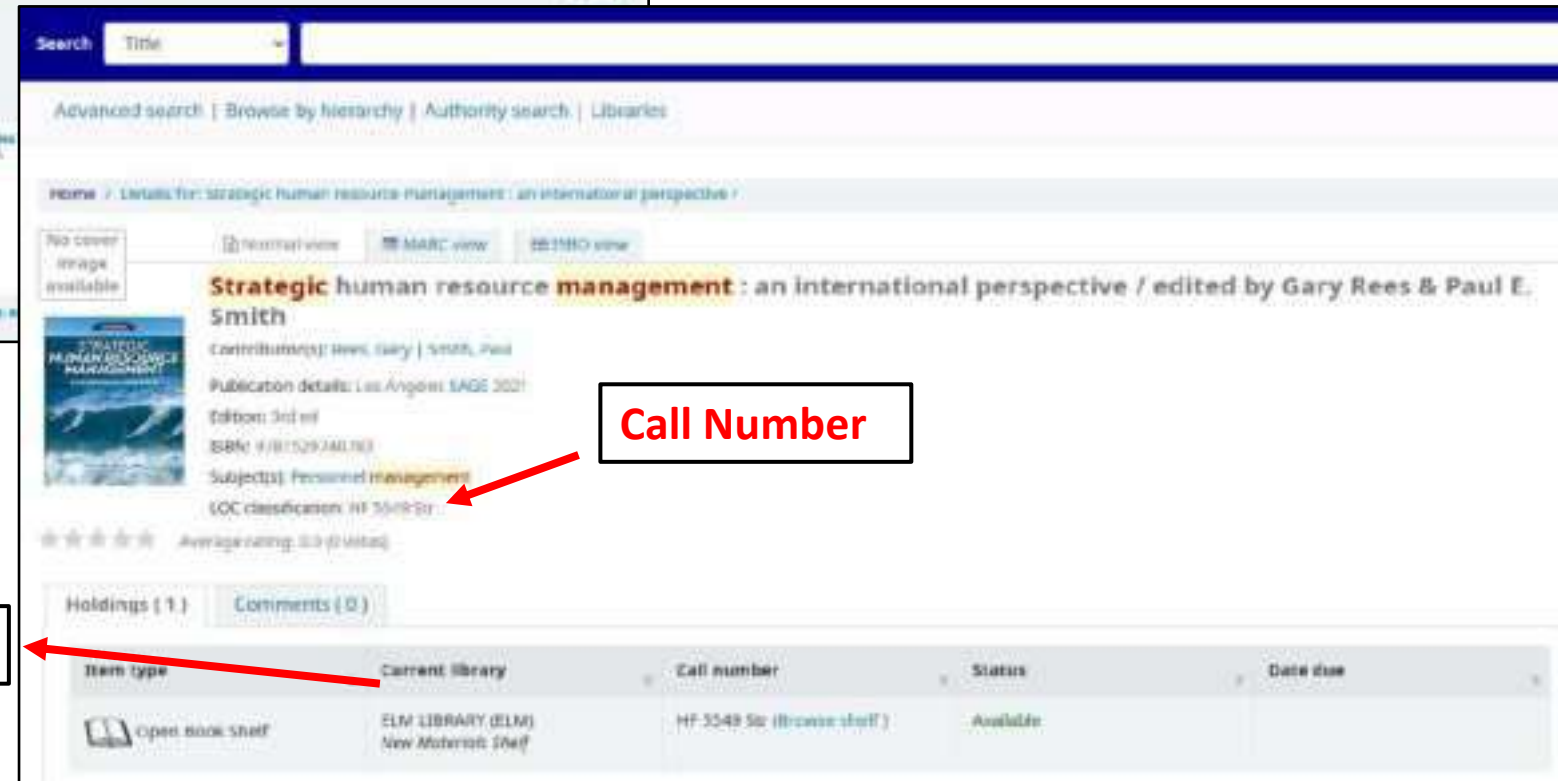 Search Title
Advanced search | Browse by hierarchy | Authority search | Libraries
Home / Details for: Strategic human resource management : an international perspective /
No cover
image
available
Normal view MARC view ISBD view
Strategic human resource management : an international perspective / edited by Gary Rees & Paul E.
Smith
STRATEGIC
HUMAN RESOURCE
MANAGEMENT
Contributor(s): Rees, Gary | Smith, Paul
Publication details: Los Angeles SAGE 2021
Edition: 3rd ed
ISBN:
Subject(s): Personnel management
LOC classification: HF 5549 Str
Call Number
Average rating: 0.0 (0 votes)
Holdings ( 1 ) Comments ( 0 )
Item type Current library Call number Status Date due
Open Book Shelf ELM LIBRARY (ELM) HF 5549 Str (Browse shelf) Available
New Materials Shelf